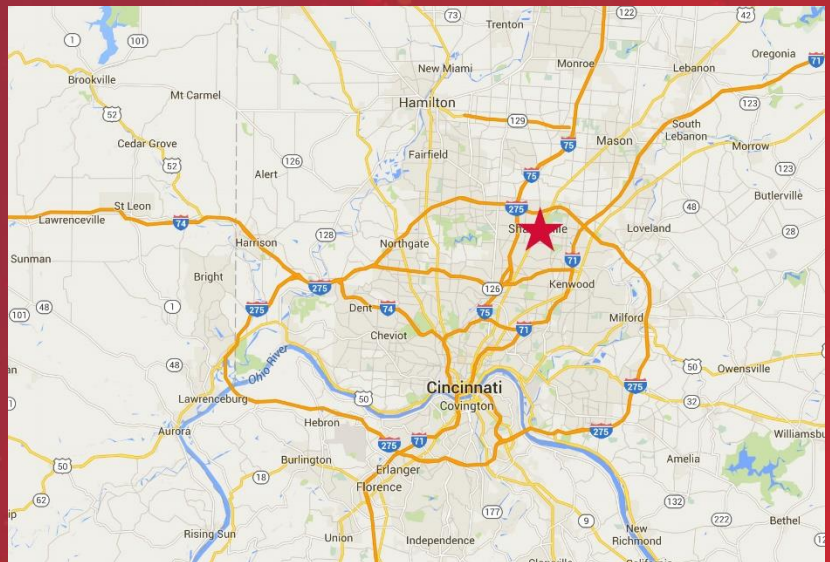 73
Trenton
122
42
1
101
Monroe
Oregonia
71
Brookville
New Miami
Lebanon
Mt Carmel
Hamilton
123
52
129
South
Lebanon
Cedar Grove
75
Mason
Morrow
52
126
Fairfield
75
123
Alert
Butlerville
St Leon
275
48
Lawrenceville
74
Loveland
28
Harrison
128
Northgate
Sunman
71
Bright
275
126
Kenwood
101
48
1
275
Dent
74
75
Milford
71
Cheviot
48
Ohio River
50
Owensville
275
Cincinnati
Lawrenceburg
50
32
Covington
Aurora
Hebron
275
71
275
Williamsbu
50
Burlington
Erlanger
Amelia
18
Florence
62
132
177
9
222
Bethel
Rising Sun
Union
Independence
New
Richmond